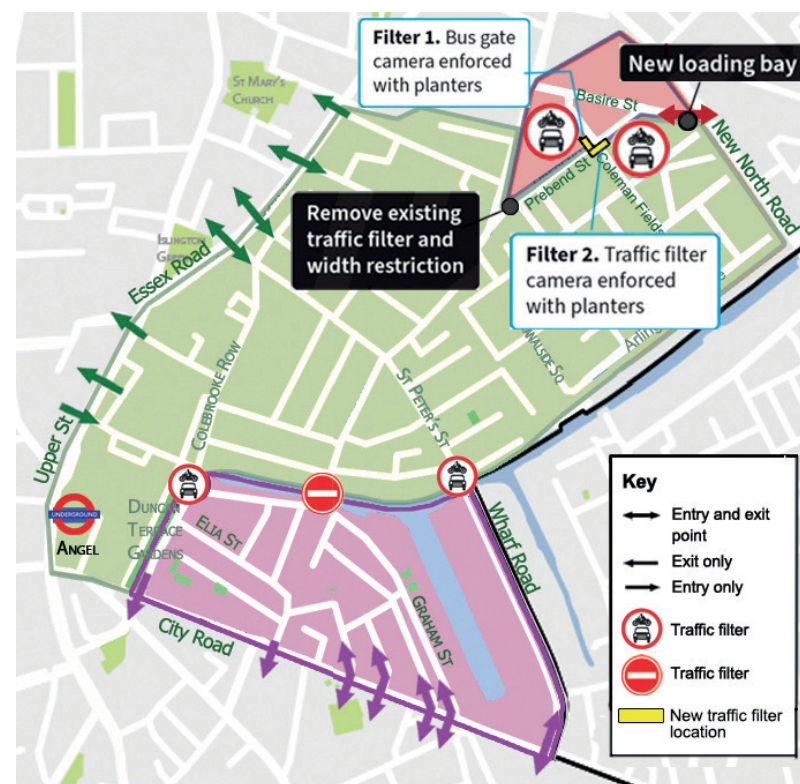 Filter 1. Bus gate
camera enforced
with planters
New loading bay
St Mary's
Church
Basire St
New North Road
Prebend St
Coleman Fields
Remove existing
traffic filter and
width restriction
Islington
Green
Essex Road
Filter 2. Traffic filter
camera enforced
with planters
Colebrooke Row
St Peter's St
Upper St
UNDERGROUND
Angel
Duncan
Terrace
Gardens
Elia St
Wharf Road
Graham St
City Road
Key
Entry and exit
point
Exit only
Entry only
Traffic filter
Traffic filter
New traffic filter
location